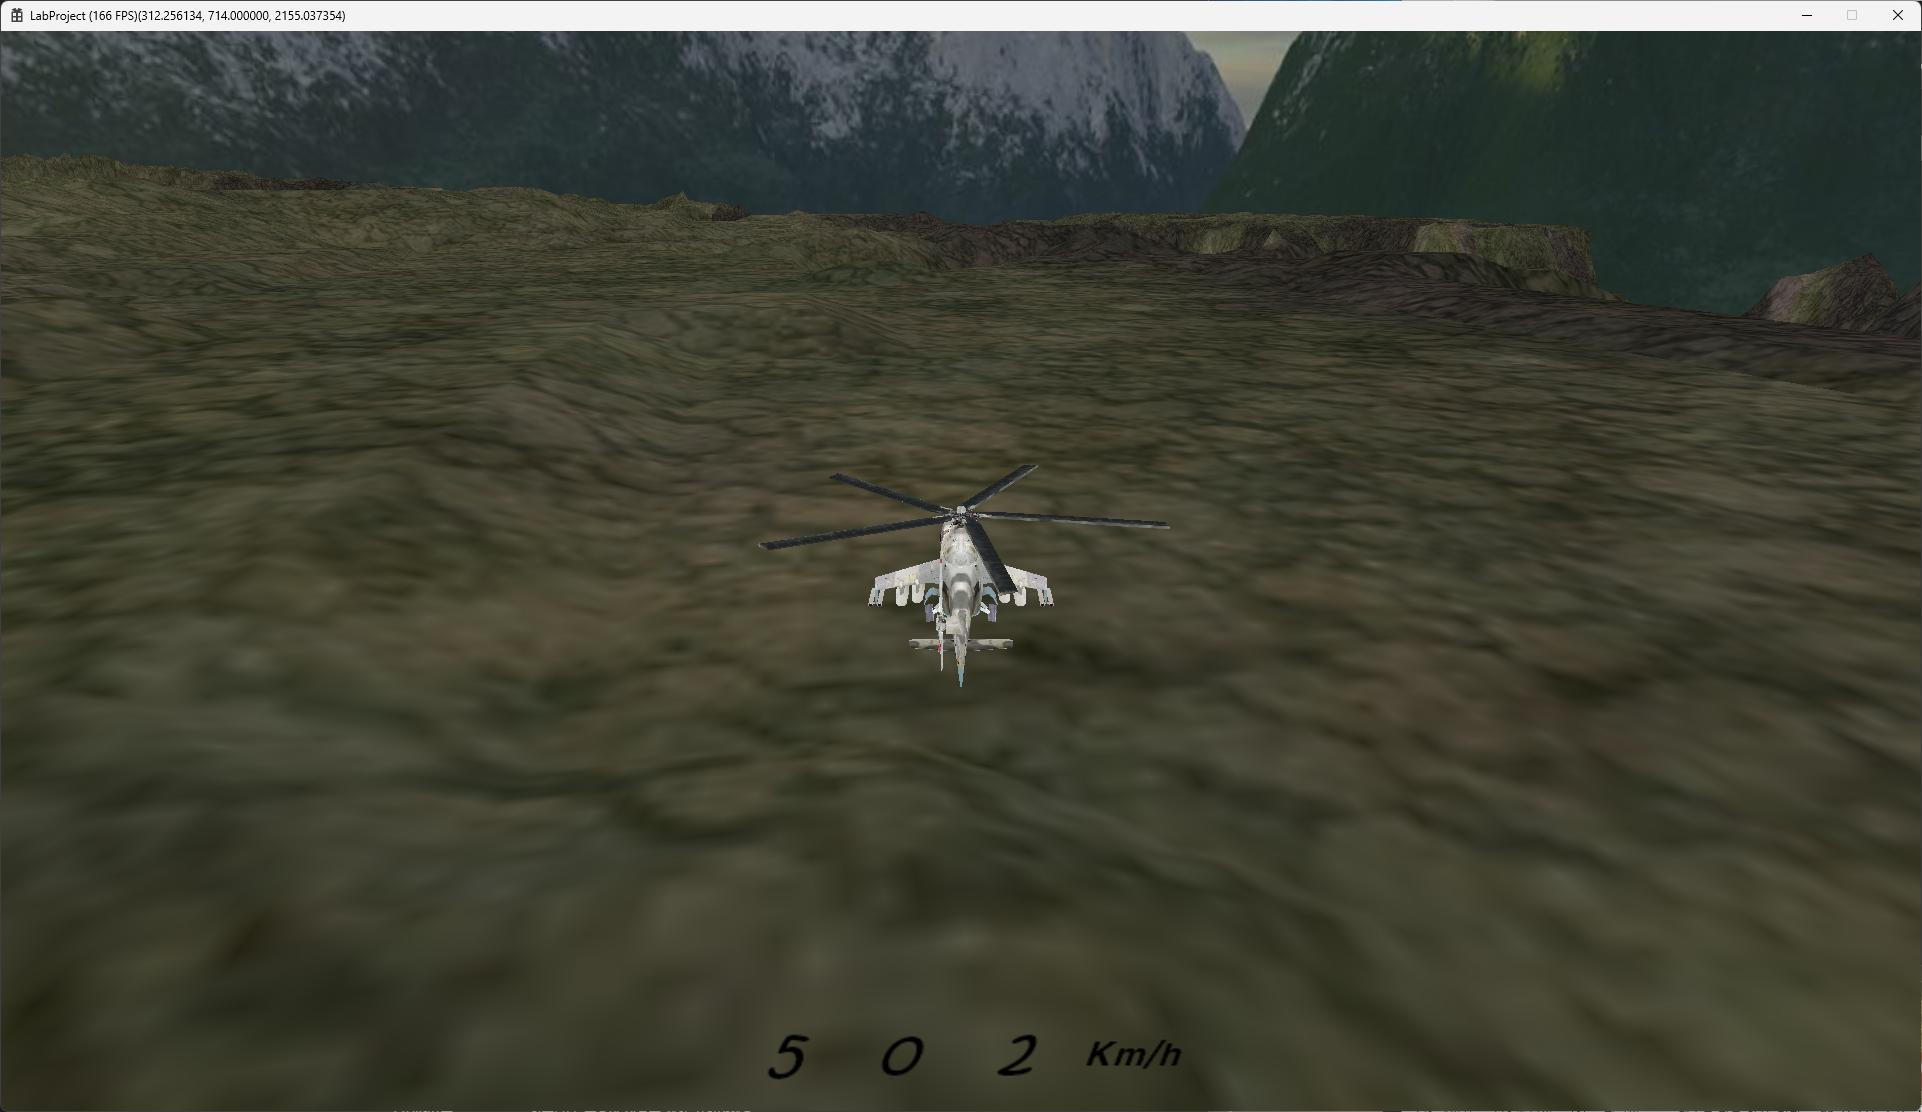 LabProject (166 FPS)(312.256134, 714.000000, 2155.037354)
5 0 2 Km/h